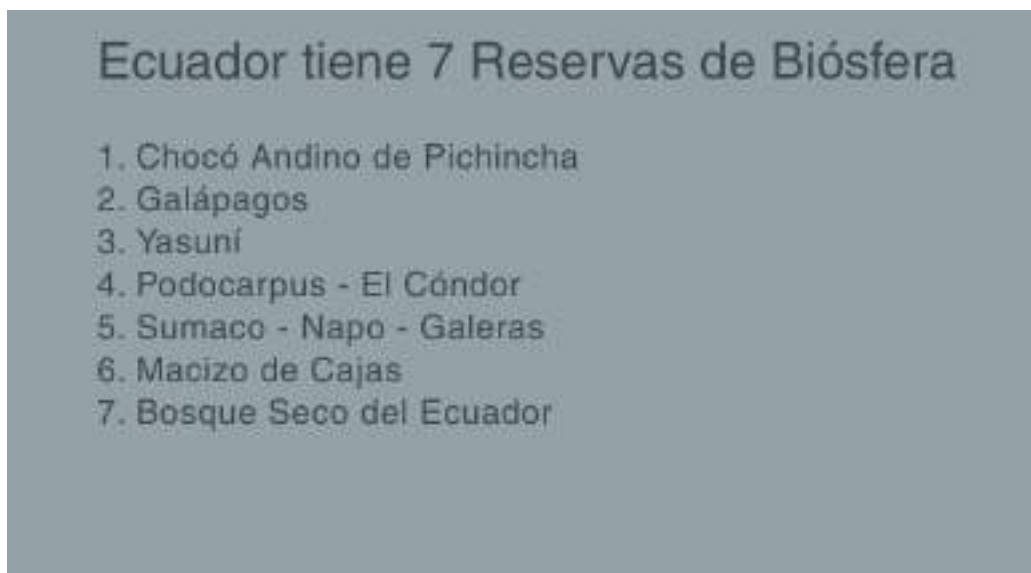 Ecuador tiene 7 Reservas de Biósfera
1. Chocó Andino de Pichincha
2. Galápagos
3. Yasuní
4. Podocarpus - El Cóndor
5. Sumaco - Napo - Galeras
6. Macizo de Cajas
7. Bosque Seco del Ecuador